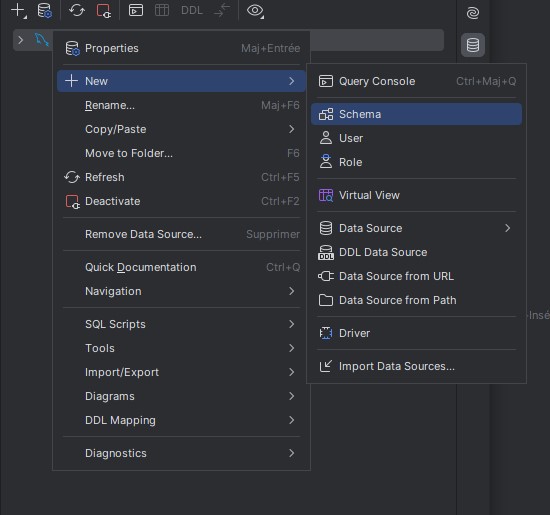 DDL
Properties Maj+Entrée
New
Rename... Maj+F6
Copy/Paste
Move to Folder... F6
Refresh Ctrl+F5
Deactivate Ctrl+F2
Remove Data Source... Supprimer
Quick Documentation Ctrl+Q
Navigation
SQL Scripts
Tools
Import/Export
Diagrams
DDL Mapping
Diagnostics
Query Console Ctrl+Maj+Q
Schema
User
Role
Virtual View
Data Source
DDL Data Source
Data Source from URL
Data Source from Path
Driver
Import Data Sources...
-Insé